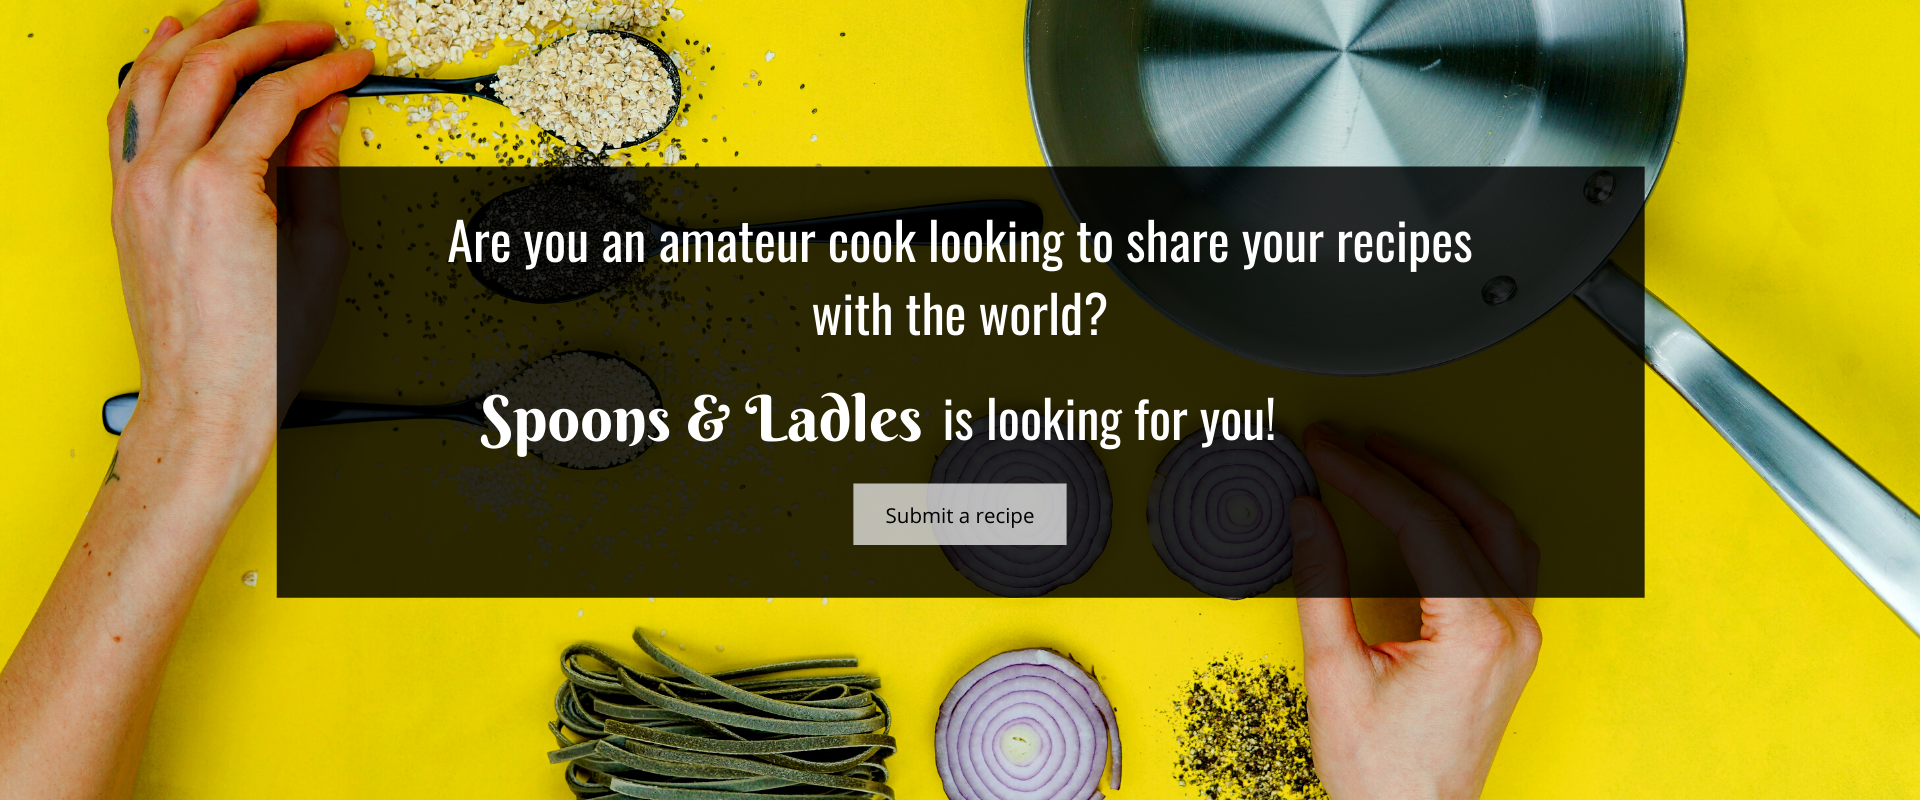 Are you an amateur cook looking to share your recipes
with the world?
Spoons & Ladles is looking for you!
Submit a recipe